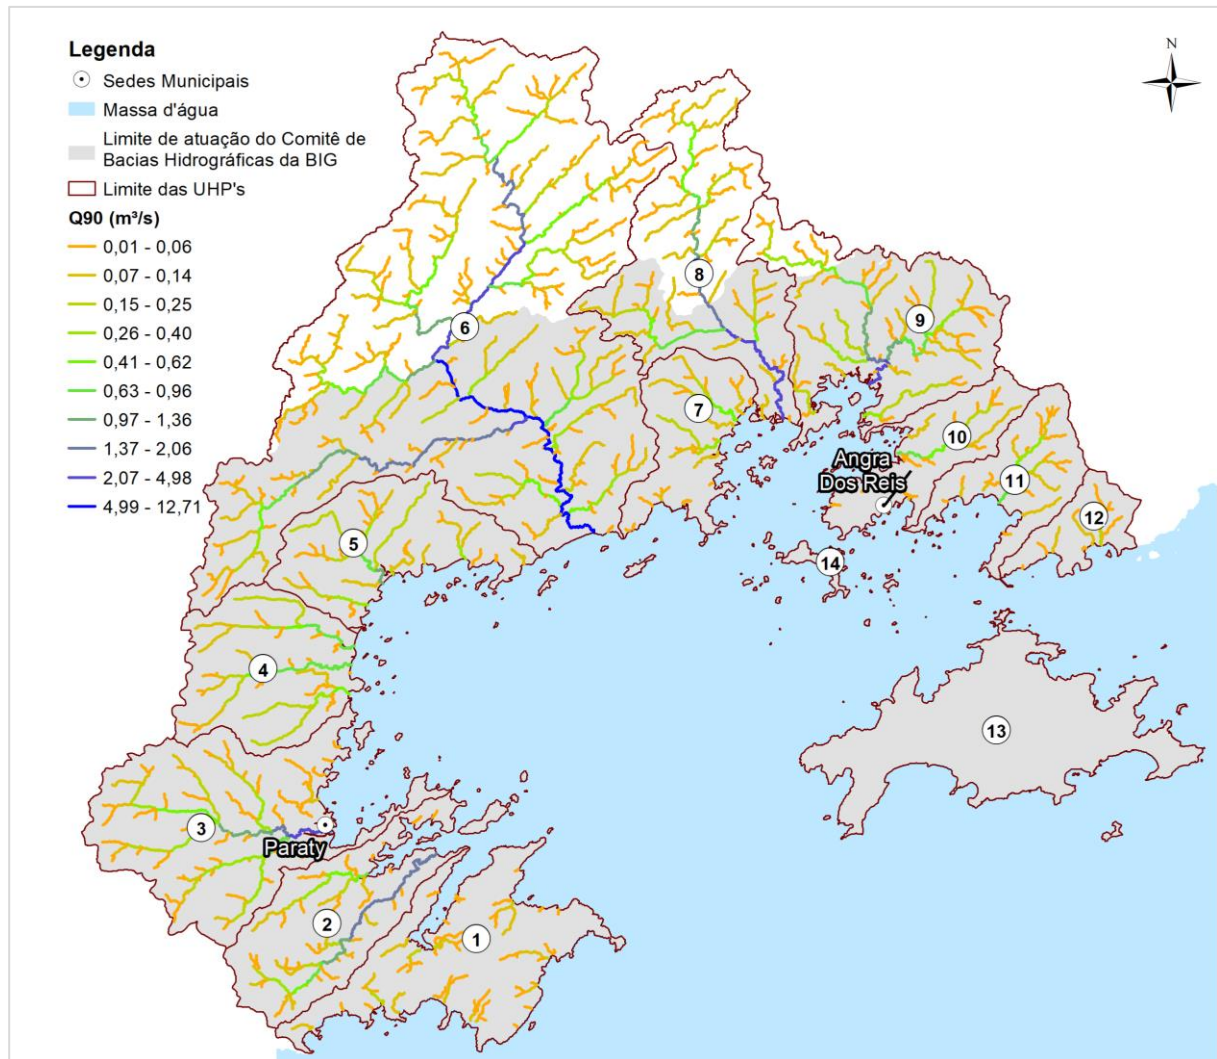 Legenda
Sedes Municipais
Massa d'água
Limite de atuação do Comitê de
Bacias Hidrográficas da BIG
Limite das UHP's
Q90 (m³/s)
0,01 - 0,06
0,07 - 0,14
0,15 - 0,25
0,26 - 0,40
0,41 - 0,62
0,63 - 0,96
0,97 - 1,36
1,37 - 2,06
2,07 - 4,98
4,99 - 12,71
N
8
9
6
7
10
Angra
Dos Reis
11
12
5
14
4
13
3
Paraty
2
1